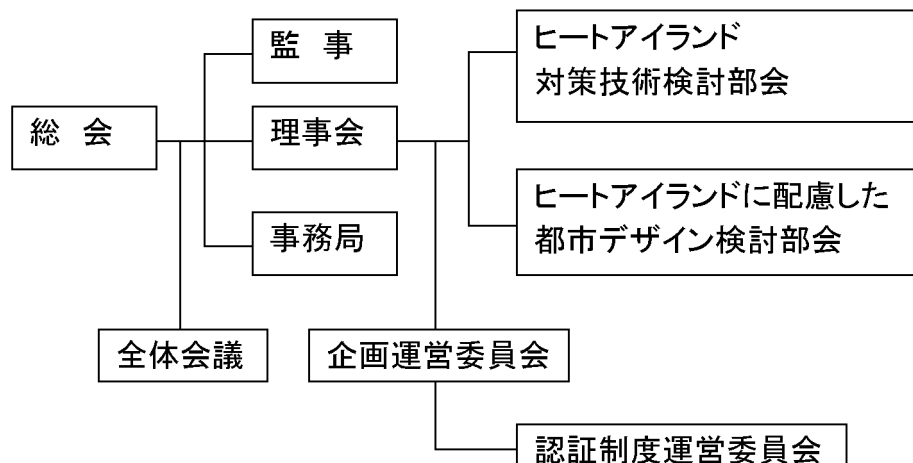 監　事
ヒートアイランド
対策技術検討部会
総　会
理事会
ヒートアイランドに配慮した
都市デザイン検討部会
事務局
全体会議
企画運営委員会
認証制度運営委員会